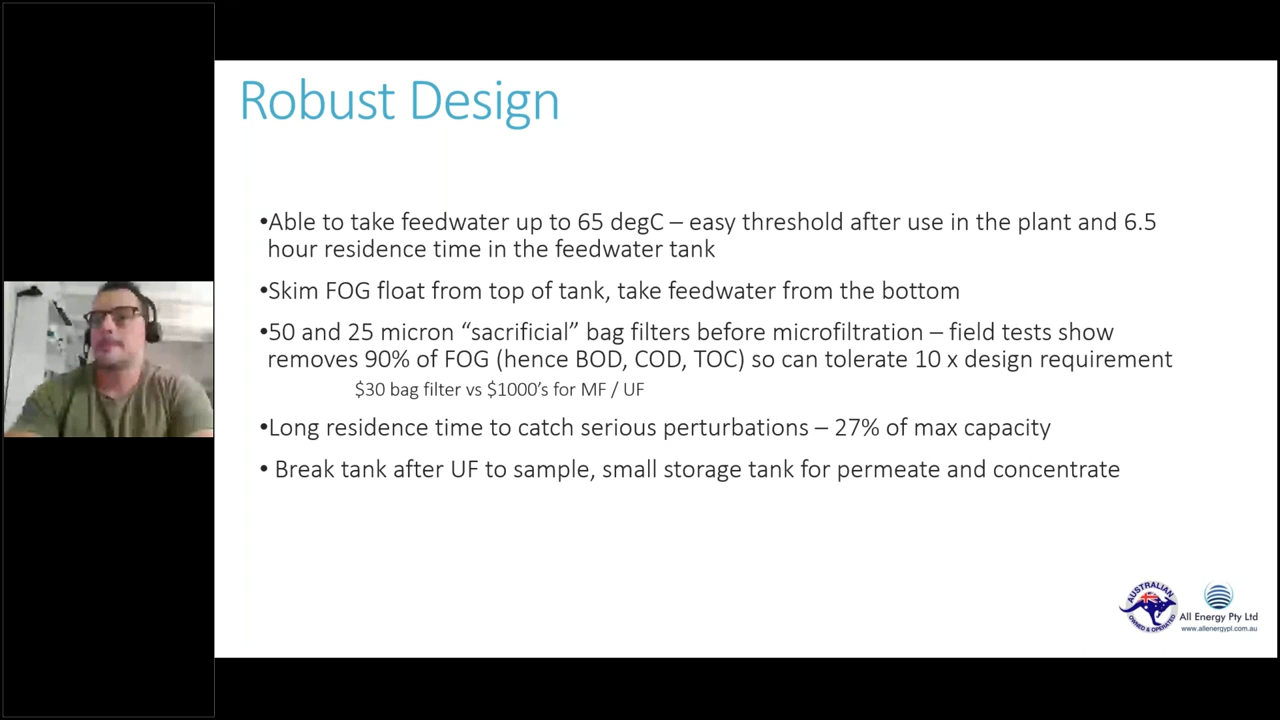 Robust Design
•Able to take feedwater up to 65 degC – easy threshold after use in the plant and 6.5
hour residence time in the feedwater tank
•Skim FOG float from top of tank, take feedwater from the bottom
•50 and 25 micron “sacrificial” bag filters before microfiltration – field tests show
removes 90% of FOG (hence BOD, COD, TOC) so can tolerate 10 x design requirement
$30 bag filter vs $1000’s for MF / UF
•Long residence time to catch serious perturbations – 27% of max capacity
• Break tank after UF to sample, small storage tank for permeate and concentrate
AUSTRALIAN
OWNED & OPERATED
All Energy Pty Ltd
www.allenergypl.com.au